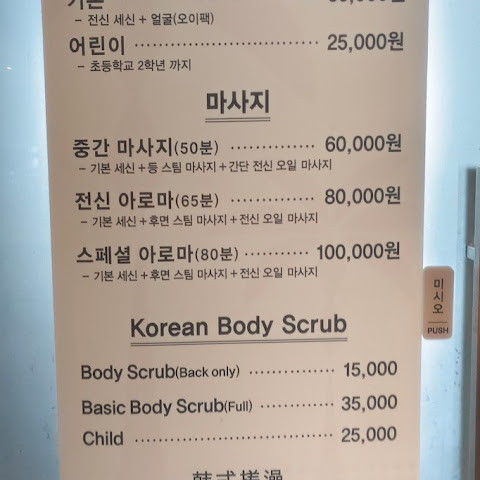 기본
– 전신 세신 + 얼굴(오이팩)
어린이 25,000원
– 초등학교 2학년 까지
마사지
중간 마사지(50분) 60,000원
– 기본 세신 + 등 스팀 마사지 + 간단 전신 오일 마사지
전신 아로마(65분) 80,000원
– 기본 세신 + 후면 스팀 마사지 + 전신 오일 마사지
스페셜 아로마(80분) 100,000원
– 기본 세신 + 후면 스팀 마사지 + 전신 오일 마사지
Korean Body Scrub
Body Scrub(Back only) 15,000
Basic Body Scrub(Full) 35,000
Child 25,000
韩式搓澡
미시오
PUSH